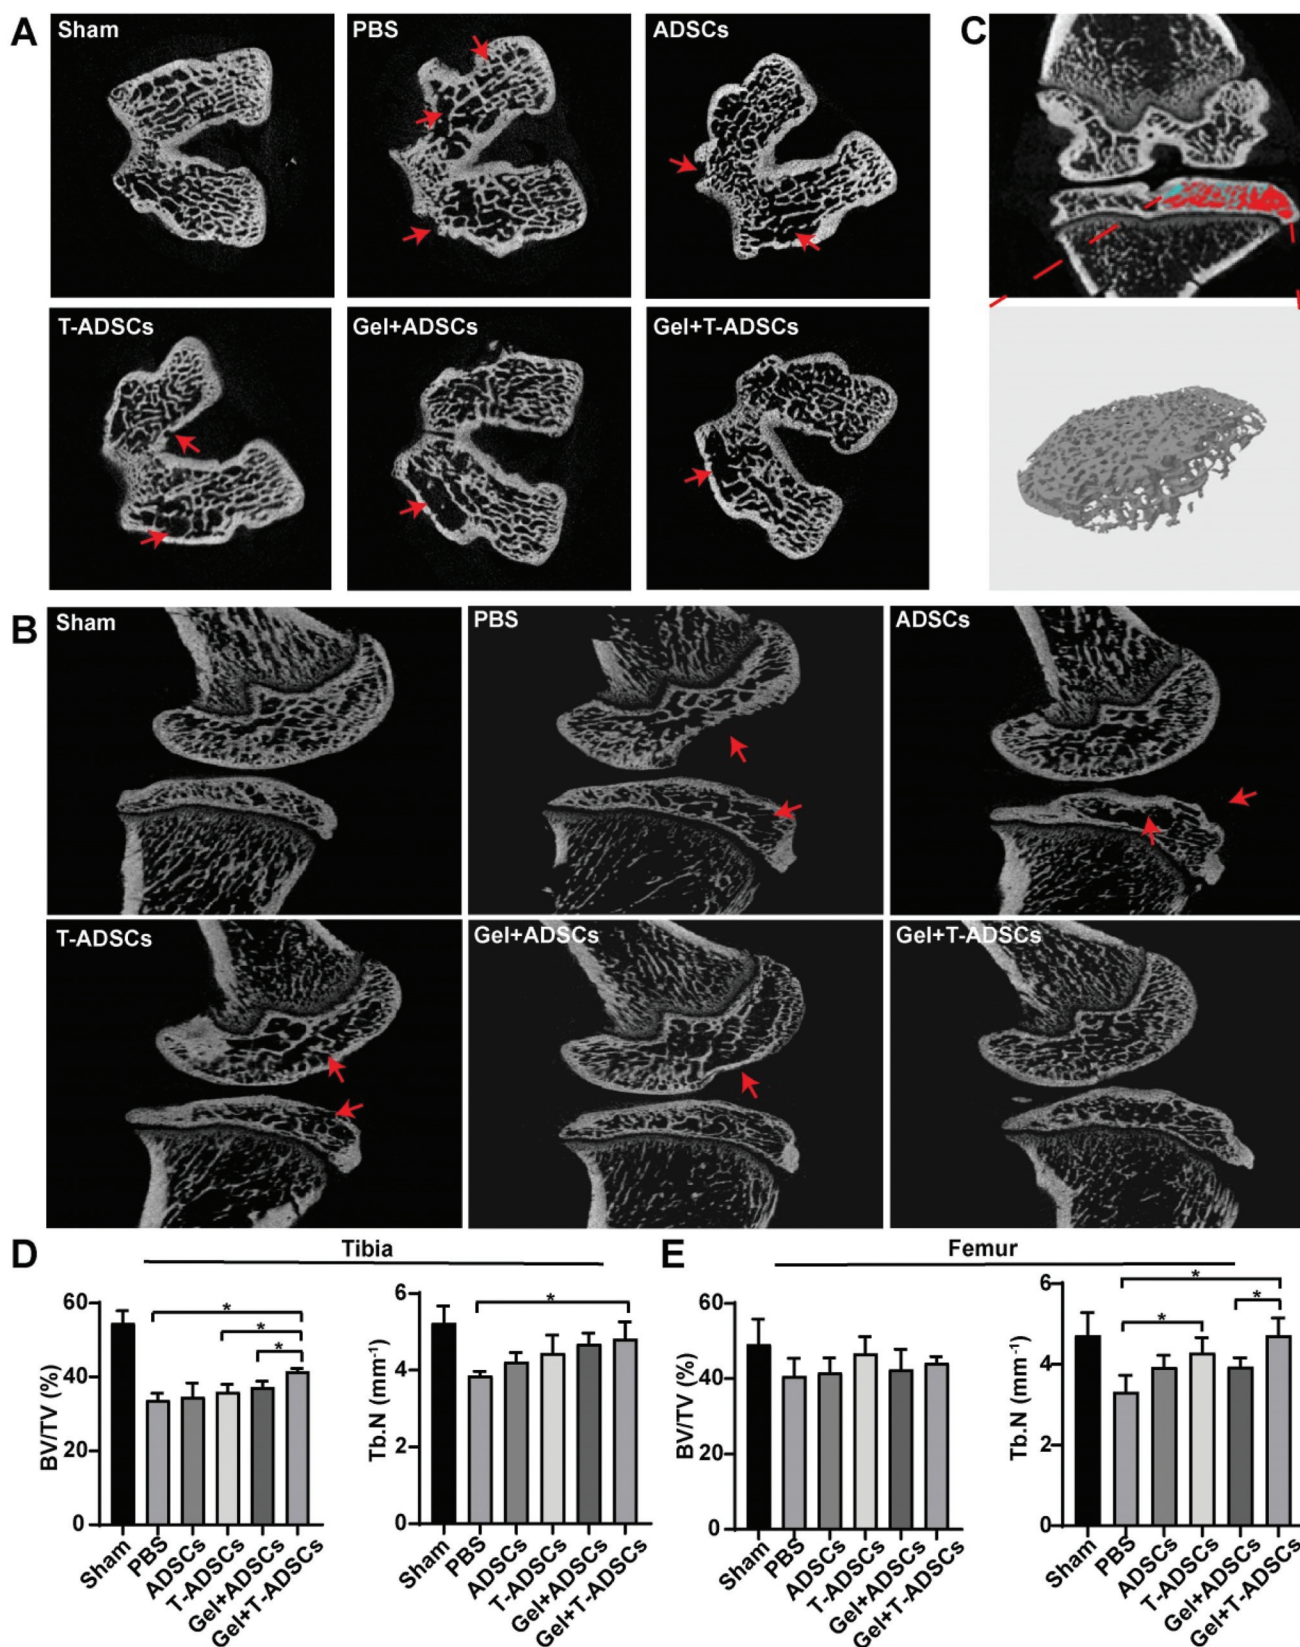 A
Sham
PBS
ADSCs
C
T-ADSCs
Gel+ADSCs
Gel+T-ADSCs
B
Sham
PBS
ADSCs
T-ADSCs
Gel+ADSCs
Gel+T-ADSCs
D
Tibia
BV/TV (%)
60
40
20
0
*
*
*
Sham
PBS
ADSCs
T-ADSCs
Gel+ADSCs
Gel+T-ADSCs
Tb.N (mm⁻¹)
6
4
2
0
*
Sham
PBS
ADSCs
T-ADSCs
Gel+ADSCs
Gel+T-ADSCs
E
Femur
BV/TV (%)
60
40
20
0
Sham
PBS
ADSCs
T-ADSCs
Gel+ADSCs
Gel+T-ADSCs
Tb.N (mm⁻¹)
6
4
2
0
*
*
*
Sham
PBS
ADSCs
T-ADSCs
Gel+ADSCs
Gel+T-ADSCs